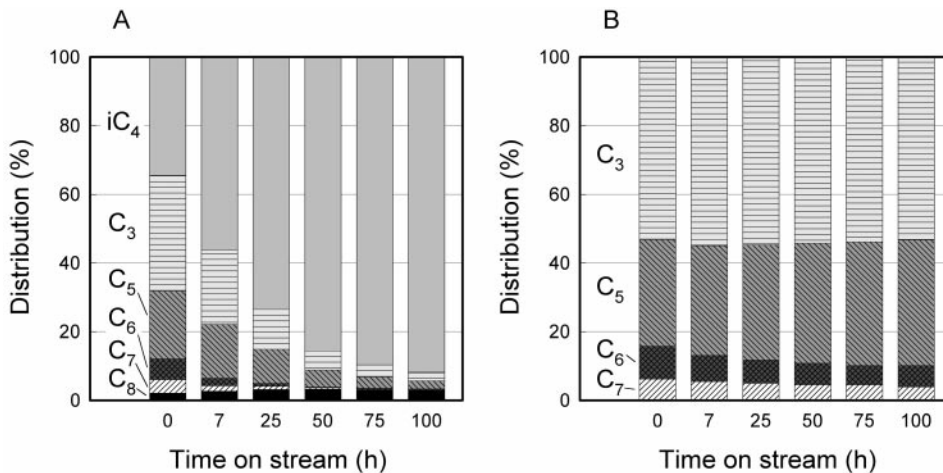 A
Distribution (%)
100
80
60
40
20
0
iC₄
C₃
C₅
C₆
C₇
C₈
0 7 25 50 75 100
Time on stream (h)
B
Distribution (%)
100
80
60
40
20
0
C₃
C₅
C₆
C₇
0 7 25 50 75 100
Time on stream (h)